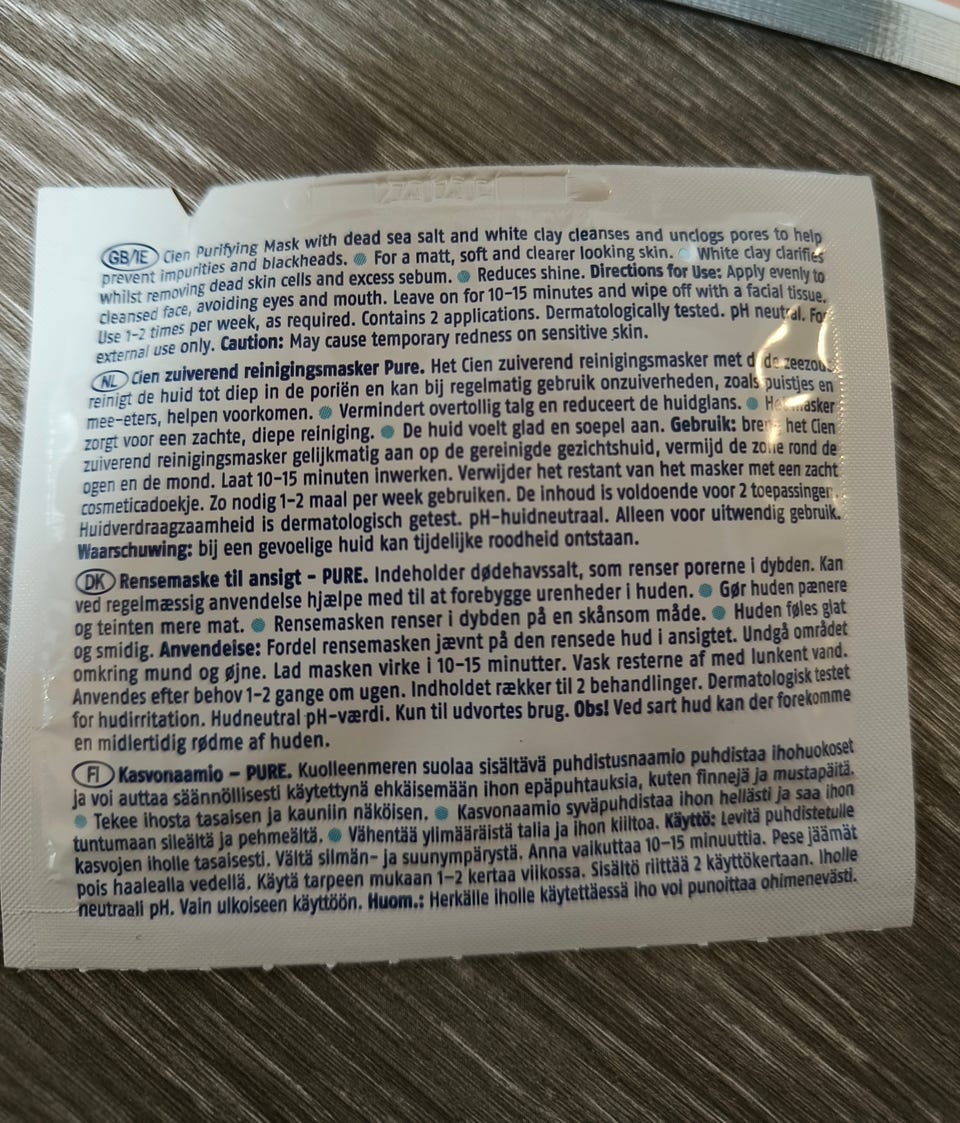 GB/IE Cien Purifying Mask with dead sea salt and white clay cleanses and unclogs pores to help
prevent impurities and blackheads. For a matt, soft and clearer looking skin. White clay clarifies
whilst removing dead skin cells and excess sebum. Reduces shine. Directions for Use: Apply evenly to
cleansed face, avoiding eyes and mouth. Leave on for 10-15 minutes and wipe off with a facial tissue.
Use 1-2 times per week, as required. Contains 2 applications. Dermatologically tested. pH neutral. For
external use only. Caution: May cause temporary redness on sensitive skin.
NL Cien zuiverend reinigingsmasker Pure. Het Cien zuiverend reinigingsmasker met
reinigt de huid tot diep in de poriën en kan bij regelmatig gebruik onzuiverheden, zoals puistjes en
mee-eters, helpen voorkomen. Vermindert overtollig talg en reduceert de huidglans. Het masker
zorgt voor een zachte, diepe reiniging. De huid voelt glad en soepel aan. Gebruik: het Cien
zuiverend reinigingsmasker gelijkmatig aan op de gereinigde gezichtshuid, vermijd de zone rond de
ogen en de mond. Laat 10-15 minuten inwerken. Verwijder het restant van het masker met een zacht
cosmeticadoekje. Zo nodig 1-2 maal per week gebruiken. De inhoud is voldoende voor 2 toepassingen.
Huidverdraagzaamheid is dermatologisch getest. pH-huidneutraal. Alleen voor uitwendig gebruik.
Waarschuwing: bij een gevoelige huid kan tijdelijke roodheid ontstaan.
DK Rensemaske til ansigt - PURE. Indeholder dødehavssalt, som renser porerne i dybden. Kan
ved regelmæssig anvendelse hjælpe med til at forebygge urenheder i huden. Gør huden pænere
og teinten mere mat. Rensemasken renser i dybden på en skånsom måde. Huden føles glat
og smidig. Anvendelse: Fordel rensemasken jævnt på den rensede hud i ansigtet. Undgå området
omkring mund og øjne. Lad masken virke i 10-15 minutter. Vask resterne af med lunkent vand.
Anvendes efter behov 1-2 gange om ugen. Indholdet rækker til 2 behandlinger. Dermatologisk testet
for hudirritation. Hudneutral pH-værdi. Kun til udvortes brug. Obs! Ved sart hud kan der forekomme
en midlertidig rødme af huden.
FI Kasvonaamio - PURE. Kuolleenmeren suolaa sisältävä puhdistusnaamio puhdistaa ihohuokoset
ja voi auttaa säännöllisesti käytettynä ehkäisemään ihon epäpuhtauksia, kuten finnejä ja mustapäitä.
Tekee ihosta tasaisen ja kauniin näköisen. Kasvonaamio syväpuhdistaa ihon hellästi ja saa ihon
tuntumaan sileältä ja pehmeältä. Vähentää ylimääräistä talia ja ihon kiiltoa. Käyttö: Levitä puhdistetulle
kasvojen iholle tasaisesti. Vältä silmän- ja suunympärystä. Anna vaikuttaa 10-15 minuuttia. Pese jäämät
pois haalealla vedellä. Käytä tarpeen mukaan 1-2 kertaa viikossa. Sisältö riittää 2 käyttökertaan. Iholle
neutraali pH. Vain ulkoiseen käyttöön. Huom.: Herkälle iholle käytettäessä iho voi punoittaa ohimenevästi.